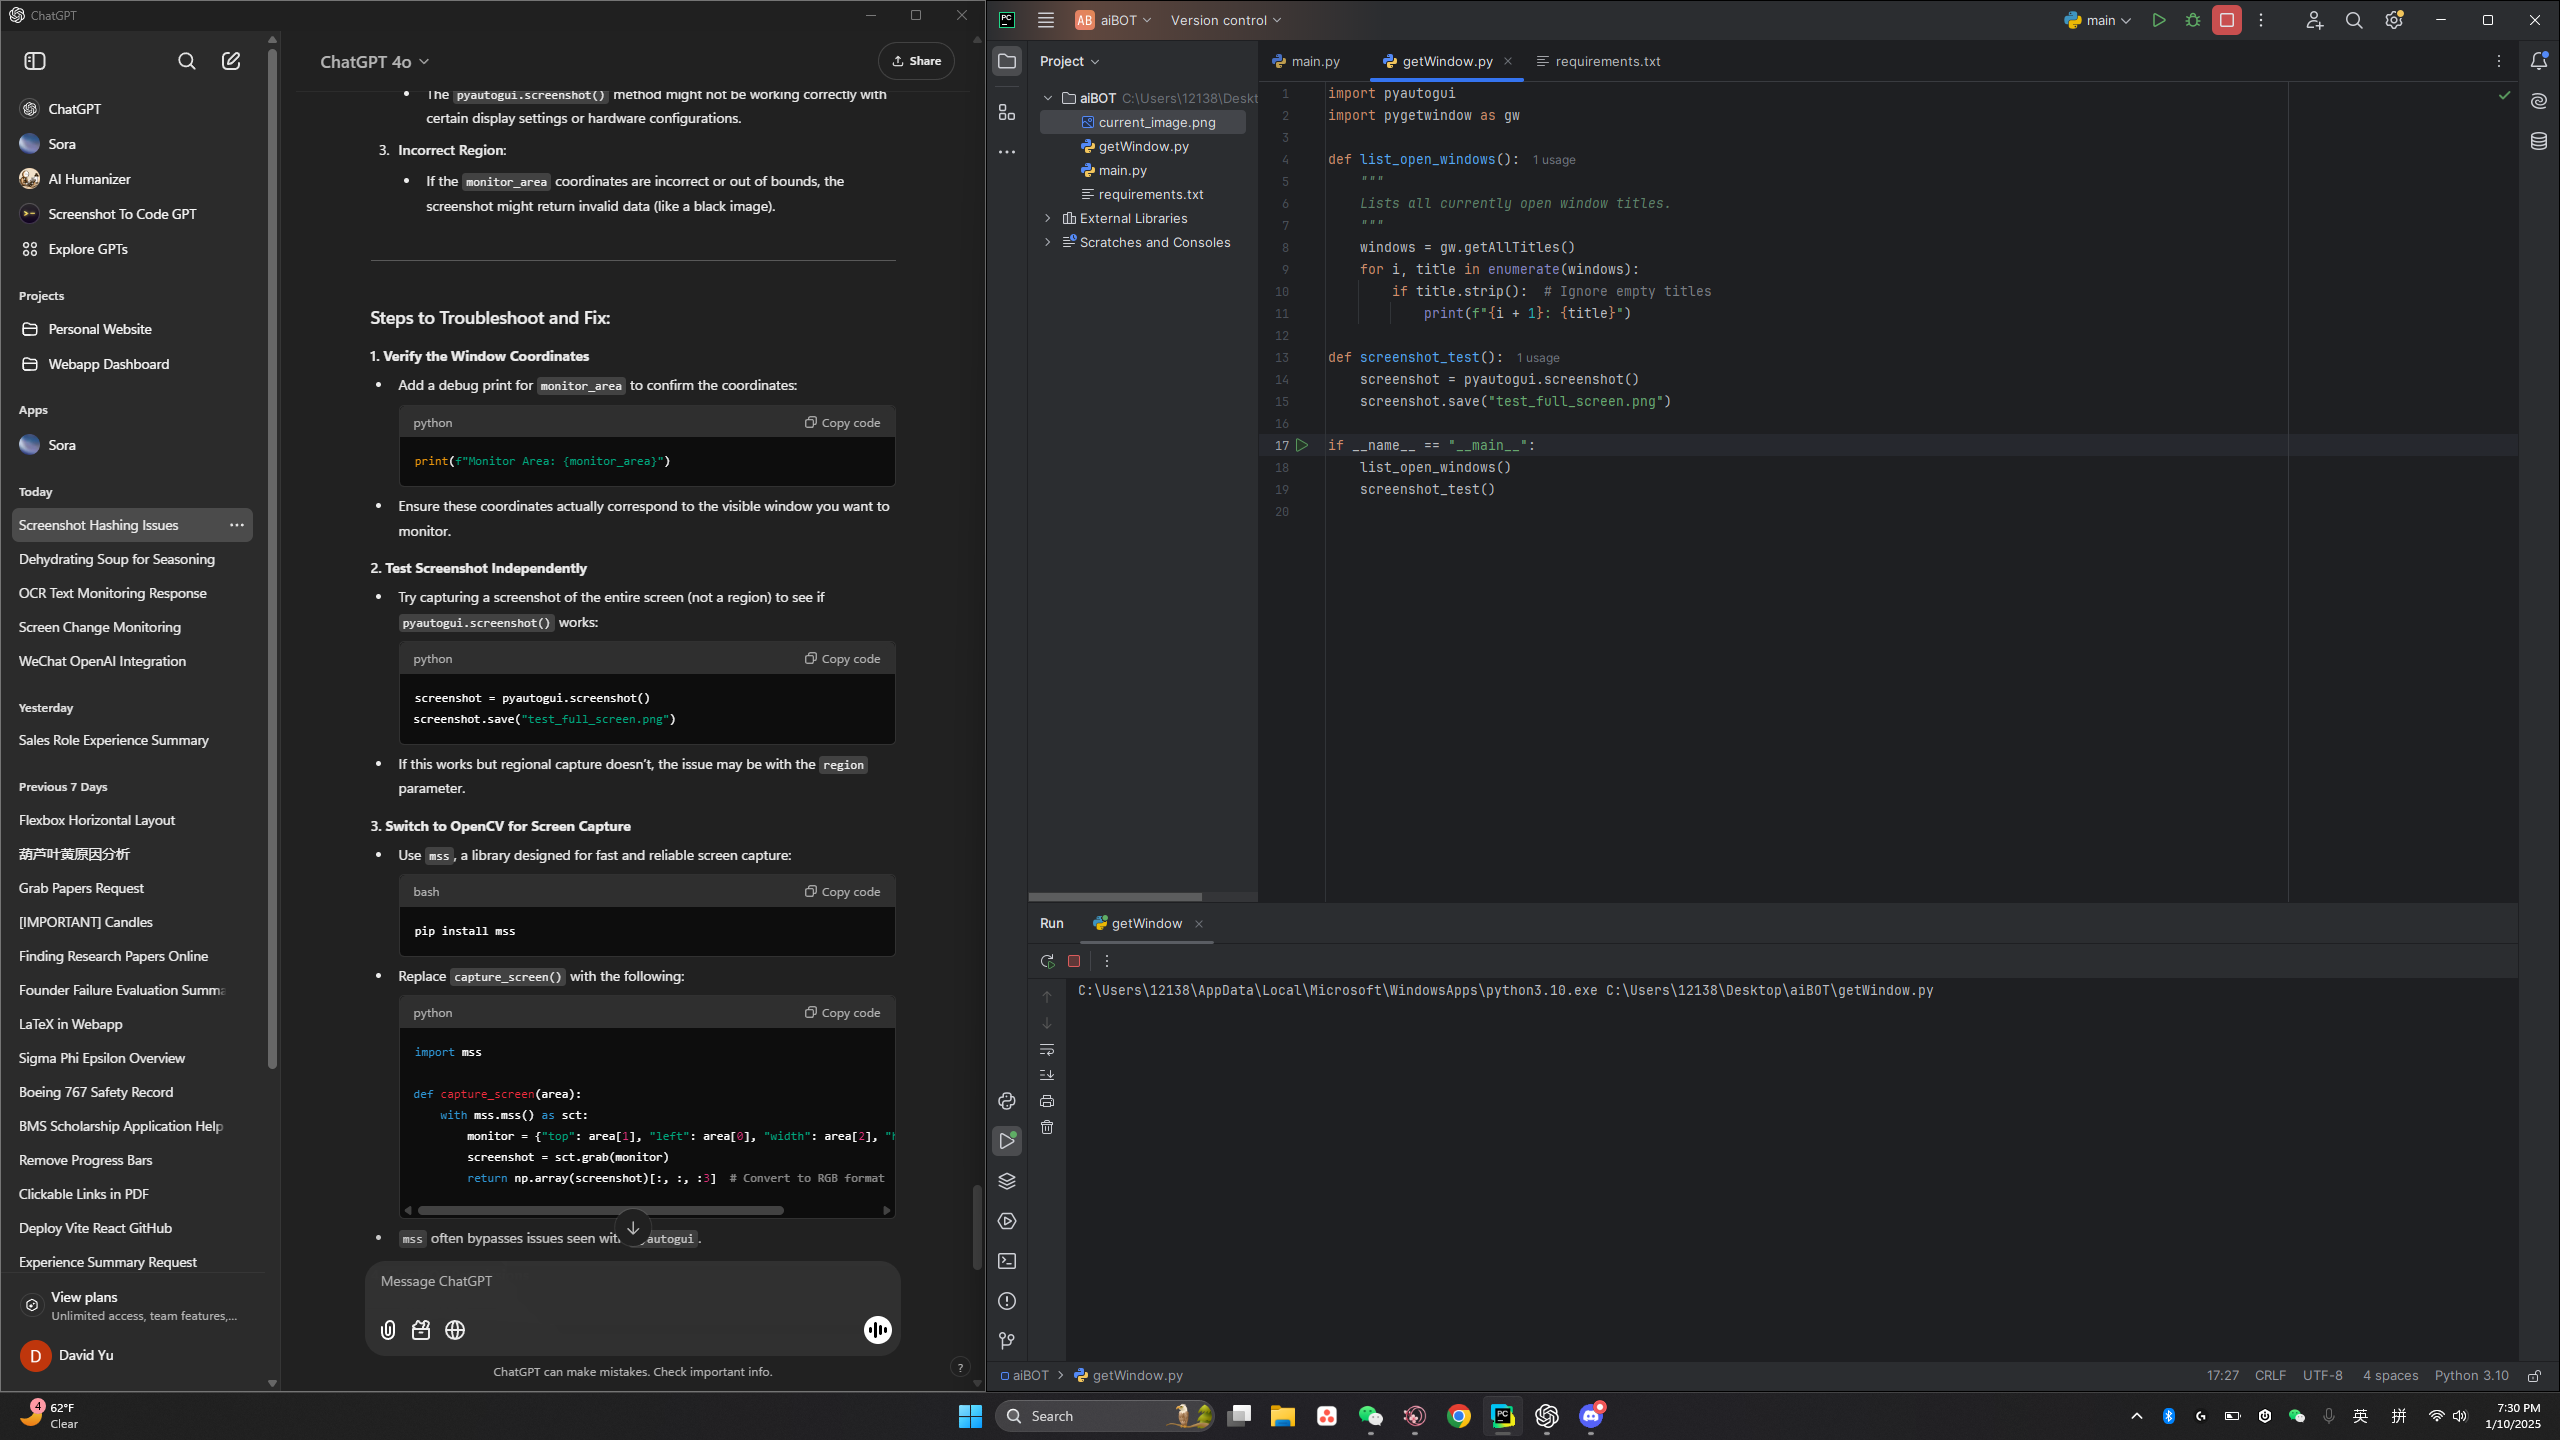 ChatGPT
ChatGPT
Sora
AI Humanizer
Screenshot To Code GPT
Explore GPTs
Projects
Personal Website
Webapp Dashboard
Apps
Sora
Today
Screenshot Hashing Issues
Dehydrating Soup for Seasoning
OCR Text Monitoring Response
Screen Change Monitoring
WeChat OpenAI Integration
Yesterday
Sales Role Experience Summary
Previous 7 Days
Flexbox Horizontal Layout
葫芦叶黄原因分析
Grab Papers Request
[IMPORTANT] Candles
Finding Research Papers Online
Founder Failure Evaluation Summa
LaTeX in Webapp
Sigma Phi Epsilon Overview
Boeing 767 Safety Record
BMS Scholarship Application Help
Remove Progress Bars
Clickable Links in PDF
Deploy Vite React GitHub
Experience Summary Request
View plans
Unlimited access, team features,...
D David Yu
ChatGPT 4o
Share
The pyautogui.screenshot() method might not be working correctly with
certain display settings or hardware configurations.
3. Incorrect Region:
If the monitor_area coordinates are incorrect or out of bounds, the
screenshot might return invalid data (like a black image).
Steps to Troubleshoot and Fix:
1. Verify the Window Coordinates
Add a debug print for monitor_area to confirm the coordinates:
python Copy code
print(f"Monitor Area: {monitor_area}")
Ensure these coordinates actually correspond to the visible window you want to
monitor.
2. Test Screenshot Independently
Try capturing a screenshot of the entire screen (not a region) to see if
pyautogui.screenshot() works:
python Copy code
screenshot = pyautogui.screenshot()
screenshot.save("test_full_screen.png")
If this works but regional capture doesn't, the issue may be with the region
parameter.
3. Switch to OpenCV for Screen Capture
Use mss, a library designed for fast and reliable screen capture:
bash Copy code
pip install mss
Replace capture_screen() with the following:
python Copy code
import mss
def capture_screen(area):
with mss.mss() as sct:
monitor = {"top": area[1], "left": area[0], "width": area[2], "h
screenshot = sct.grab(monitor)
return np.array(screenshot)[:, :, :3] # Convert to RGB format
mss often bypasses issues seen with autogui.
Message ChatGPT
ChatGPT can make mistakes. Check important info.
?
PC AB aiBOT Version control main
Project
main.py getWindow.py requirements.txt
aiBOT C:\Users\12138\Deskt
current_image.png
getWindow.py
main.py
requirements.txt
External Libraries
Scratches and Consoles
1 import pyautogui
2 import pygetwindow as gw
3
4 def list_open_windows(): 1 usage
5 """
6 Lists all currently open window titles.
7 """
8 windows = gw.getAllTitles()
9 for i, title in enumerate(windows):
10 if title.strip(): # Ignore empty titles
11 print(f"{i + 1}: {title}")
12
13 def screenshot_test(): 1 usage
14 screenshot = pyautogui.screenshot()
15 screenshot.save("test_full_screen.png")
16
17 if __name__ == "__main__":
18 list_open_windows()
19 screenshot_test()
20
Run getWindow
C:\Users\12138\AppData\Local\Microsoft\WindowsApps\python3.10.exe C:\Users\12138\Desktop\aiBOT\getWindow.py
aiBOT > getWindow.py
17:27 CRLF UTF-8 4 spaces Python 3.10
4
62°F
Clear
Search
PC
英 拼
7:30 PM
1/10/2025